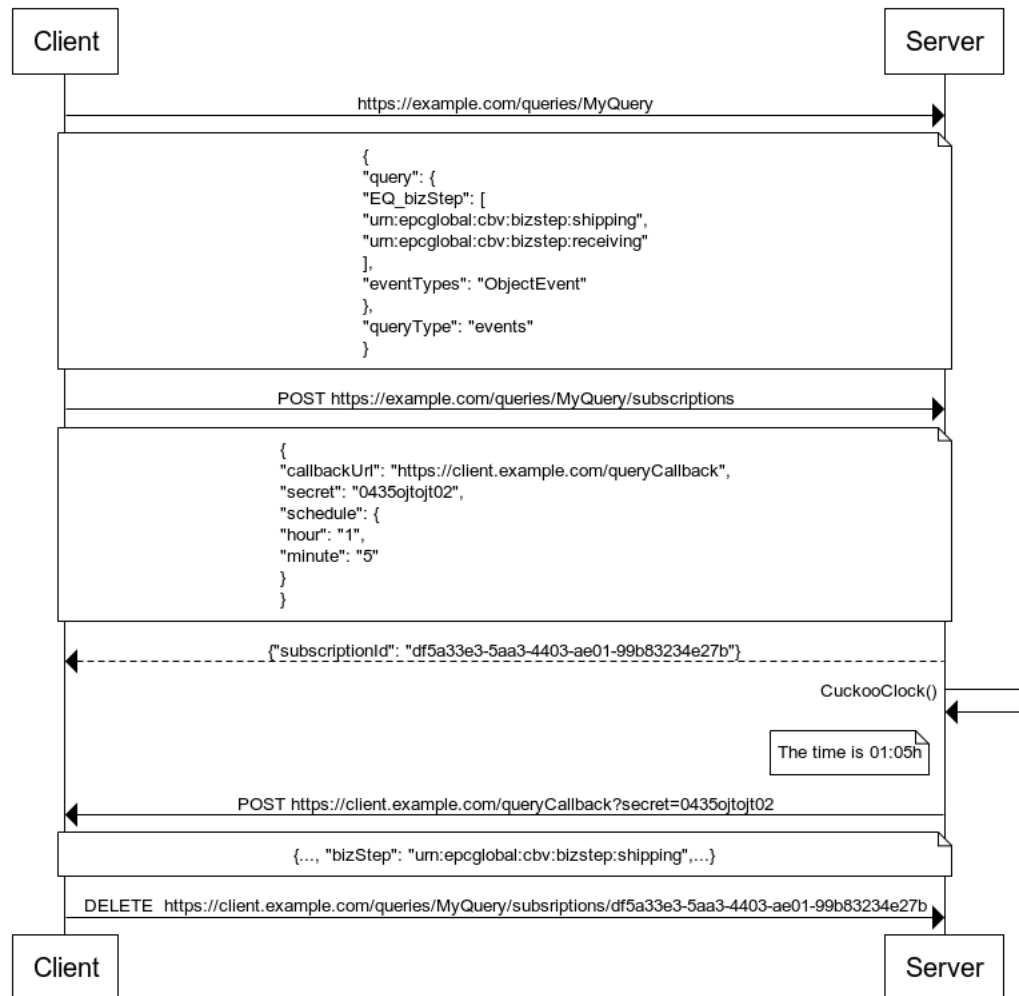 Client
Server
https://example.com/queries/MyQuery
{
"query": {
"EQ_bizStep": [
"urn:epcglobal:cbv:bizstep:shipping",
"urn:epcglobal:cbv:bizstep:receiving"
],
"eventTypes": "ObjectEvent"
},
"queryType": "events"
}
POST https://example.com/queries/MyQuery/subscriptions
{
"callbackUrl": "https://client.example.com/queryCallback",
"secret": "0435ojtojt02",
"schedule": {
"hour": "1",
"minute": "5"
}
}
{"subscriptionId": "df5a33e3-5aa3-4403-ae01-99b83234e27b"}
CuckooClock()
The time is 01:05h
POST https://client.example.com/queryCallback?secret=0435ojtojt02
{..., "bizStep": "urn:epcglobal:cbv:bizstep:shipping",...}
DELETE  https://client.example.com/queries/MyQuery/subsriptions/df5a33e3-5aa3-4403-ae01-99b83234e27b
Client
Server